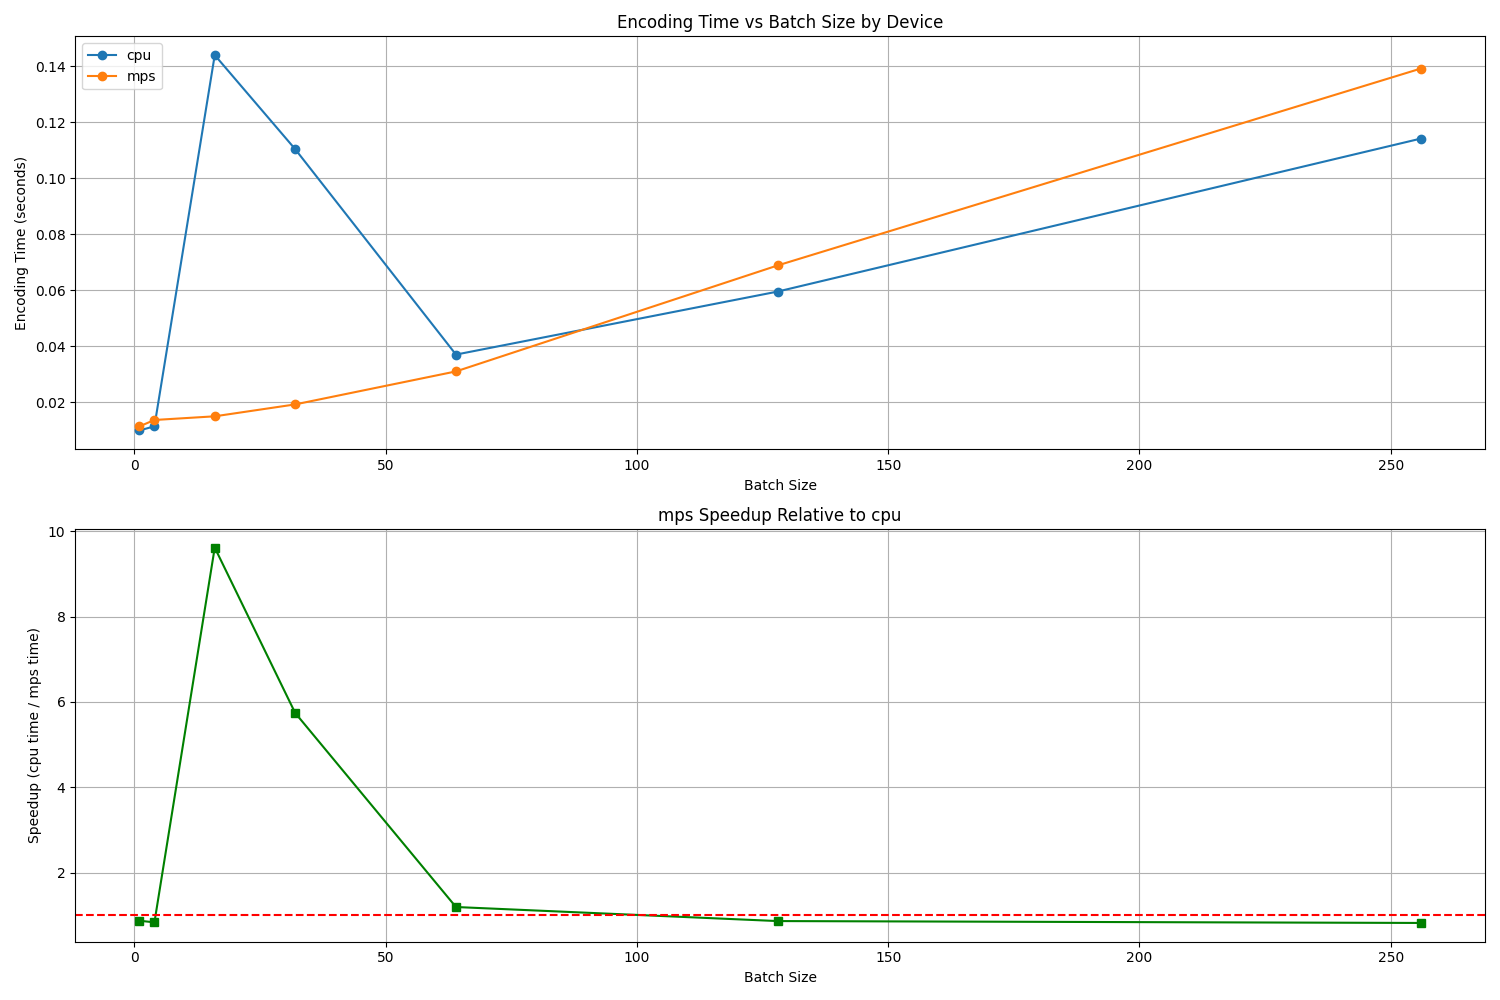 Encoding Time vs Batch Size by Device
cpu
mps
Encoding Time (seconds)
0.14
0.12
0.10
0.08
0.06
0.04
0.02
0 50 100 150 200 250
Batch Size
mps Speedup Relative to cpu
Speedup (cpu time / mps time)
10
8
6
4
2
0 50 100 150 200 250
Batch Size